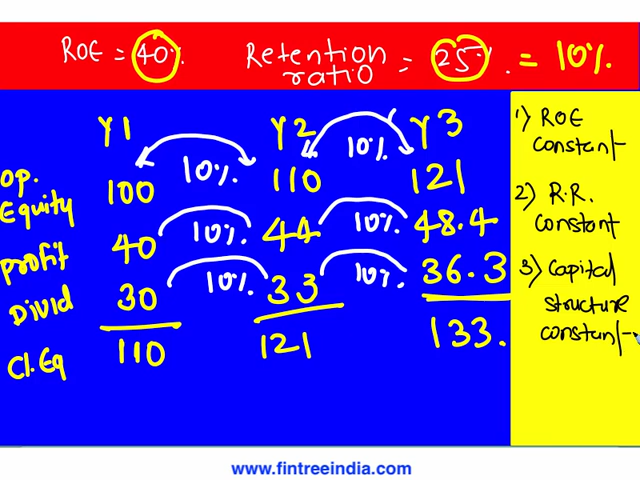 ROE = 40% Retention ratio = 25% = 10%
Y1 Y2 Y3
10% 10%
Op. Equity 100 110 121
10% 10%
Profit 40 44 48.4
10% 10%
Divid 30 33 36.3
Cl. Eq 110 121 133.
1) ROE
constant
2) R.R.
constant
3) Capital
structure
constant
www.fintreeindia.com